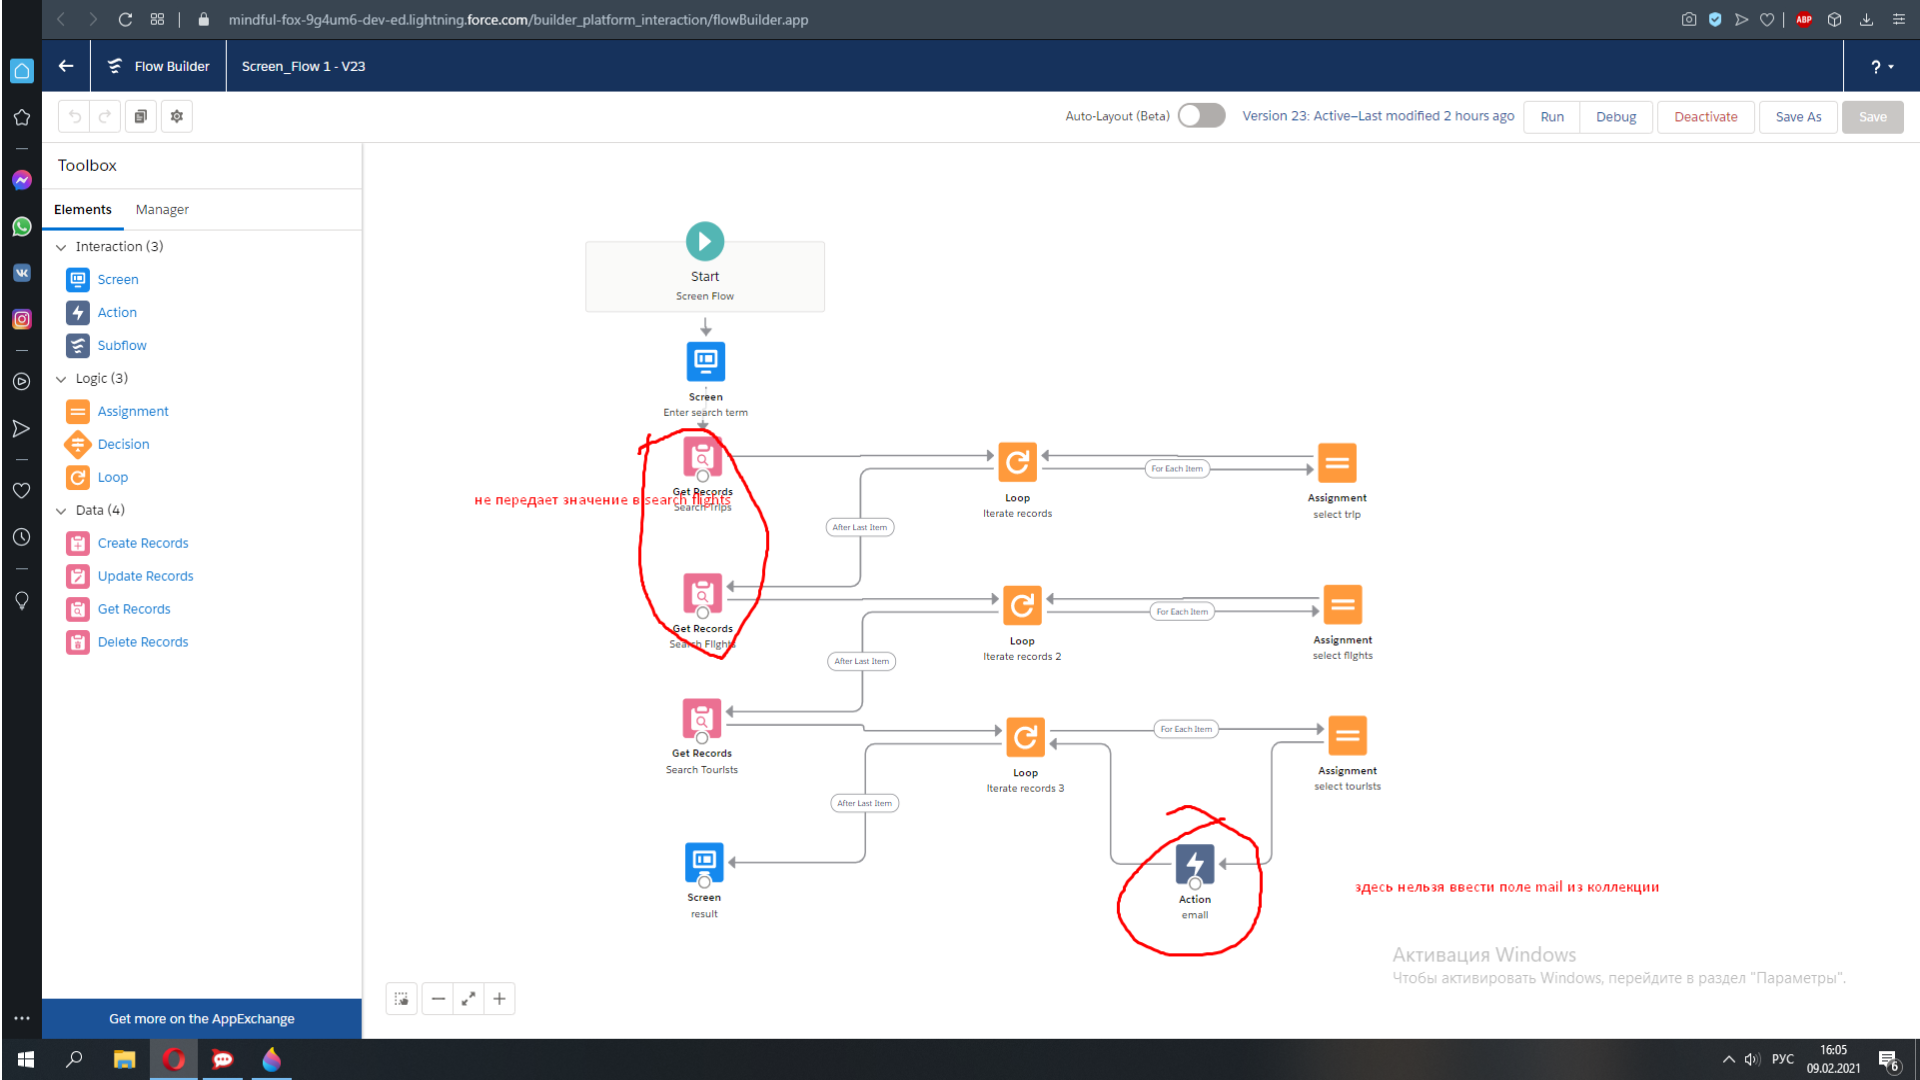 mindful-fox-9g4um6-dev-ed.lightning.force.com/builder_platform_interaction/flowBuilder.app
ABP
Flow Builder
Screen_Flow 1 - V23
?
Auto-Layout (Beta)
Version 23: Active–Last modified 2 hours ago
Run
Debug
Deactivate
Save As
Save
Toolbox
Elements
Manager
Interaction (3)
Screen
Action
Subflow
Logic (3)
Assignment
Decision
Loop
Data (4)
Create Records
Update Records
Get Records
Delete Records
Get more on the AppExchange
Start
Screen Flow
Screen
Enter search term
Get Records
Search Trips
не передает значение в search flights
Loop
Iterate records
For Each Item
Assignment
select trip
After Last Item
Get Records
Search Flights
Loop
Iterate records 2
For Each Item
Assignment
select flights
After Last Item
Get Records
Search Tourists
Loop
Iterate records 3
For Each Item
Assignment
select tourists
After Last Item
Screen
result
Action
email
здесь нельзя ввести поле mail из коллекции
Активация Windows
Чтобы активировать Windows, перейдите в раздел "Параметры".
РУС
16:05
09.02.2021
6